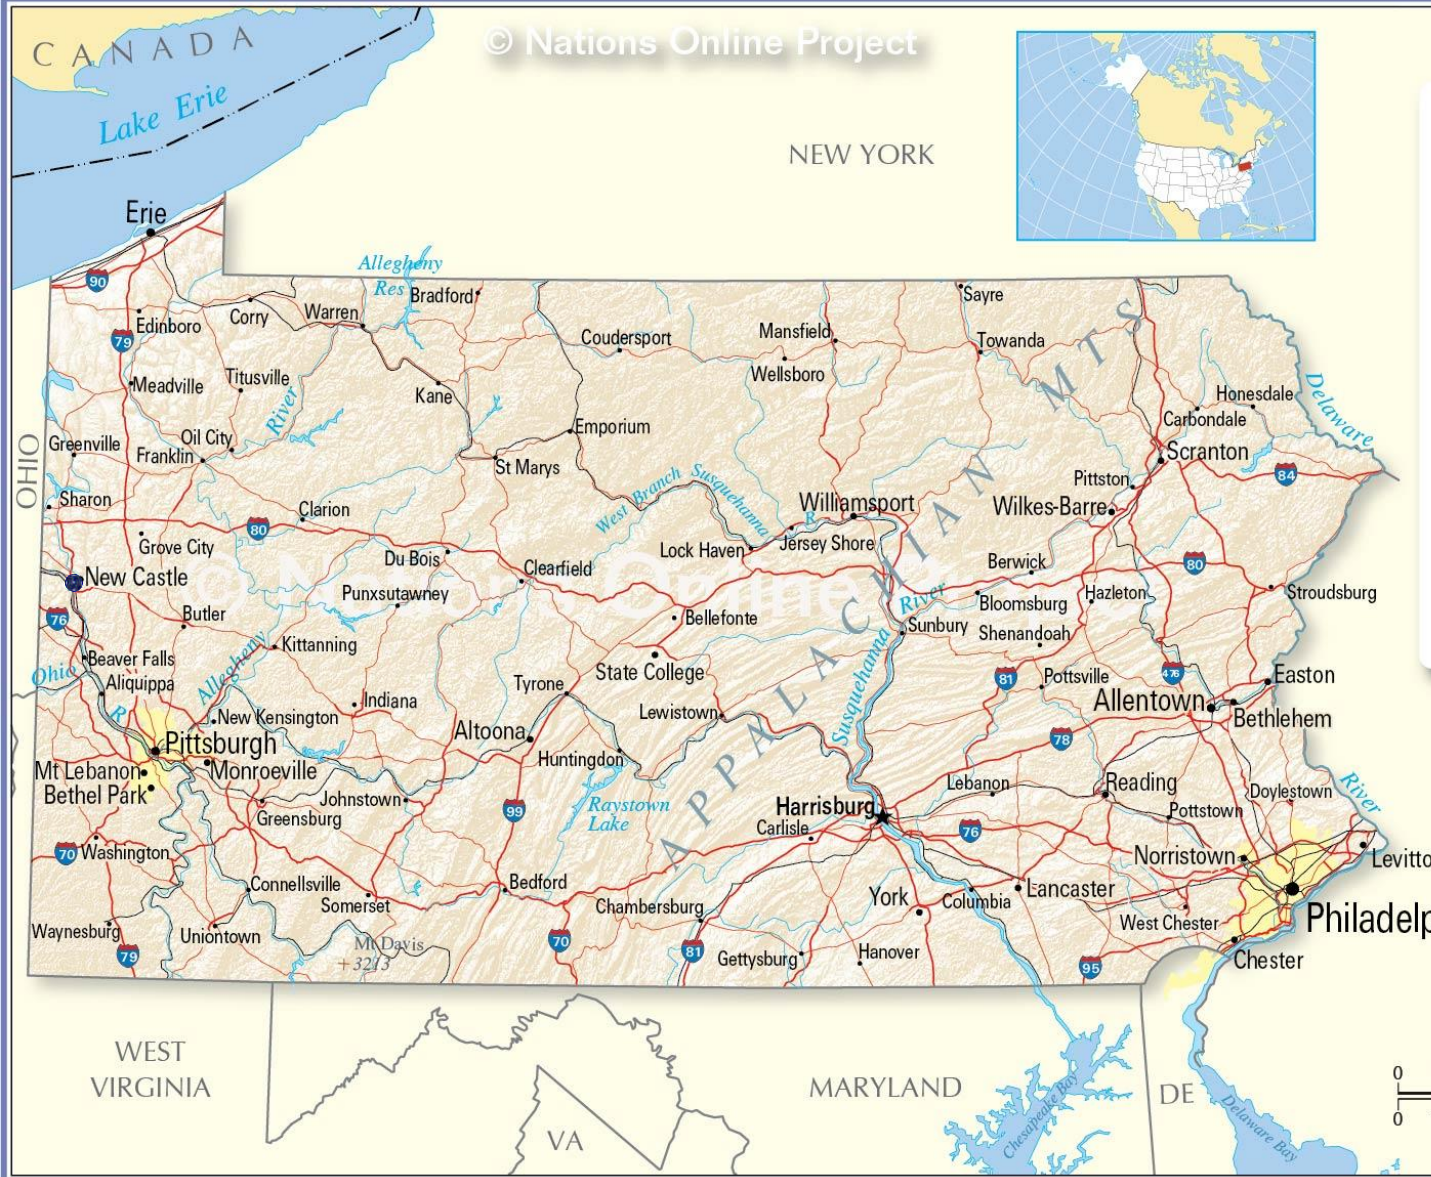 © Nations Online Project
CANADA
Lake Erie
NEW YORK
Erie
90
Allegheny
Res
Bradford
Sayre
Edinboro
Corry
Warren
79
Coudersport
Mansfield
Towanda
Wellsboro
APPALACHIAN MTS
Delaware
Meadville
Titusville
Kane
Honesdale
Carbondale
River
OHIO
Greenville
Oil City
Franklin
Emporium
St Marys
Scranton
84
Pittston
Sharon
Clarion
80
West Branch Susquehanna
R
Williamsport
Wilkes-Barre
Grove City
Du Bois
Lock Haven
Jersey Shore
Berwick
80
New Castle
© Nations Online
Clearfield
Punxsutawney
River
Bloomsburg
Hazleton
Stroudsburg
76
Butler
Bellefonte
Sunbury
Shenandoah
Kittanning
Beaver Falls
Ohio
Allegheny
State College
Susquehanna
81
Pottsville
476
Easton
Aliquippa
Tyrone
Allentown
R
New Kensington
Indiana
Lewistown
Bethlehem
Pittsburgh
Altoona
78
Mt Lebanon
Monroeville
Huntingdon
Bethel Park
Johnstown
Lebanon
Reading
Doylestown
River
Greensburg
99
Raystown
Lake
Harrisburg
Carlisle
76
Pottstown
70
Washington
Norristown
Levitto
Connellsville
Bedford
Somerset
Chambersburg
York
Columbia
Lancaster
West Chester
Philadelp
Waynesburg
Uniontown
Mt Davis
+3213
79
70
81
Gettysburg
Hanover
95
Chester
WEST
VIRGINIA
MARYLAND
DE
VA
Chesapeake Bay
Delaware Bay
0
0